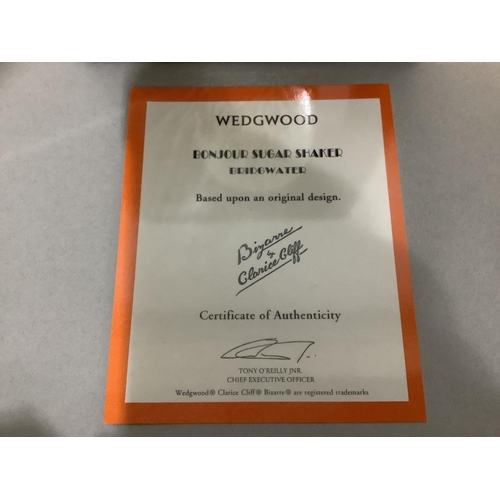 WEDGWOOD
BONJOUR SUGAR SHAKER
BRIDGWATER
Based upon an original design.
Bizarre
by
Clarice Cliff
Certificate of Authenticity
TONY O'REILLY JNR.
CHIEF EXECUTIVE OFFICER
Wedgwood® Clarice Cliff® Bizarre® are registered trademarks